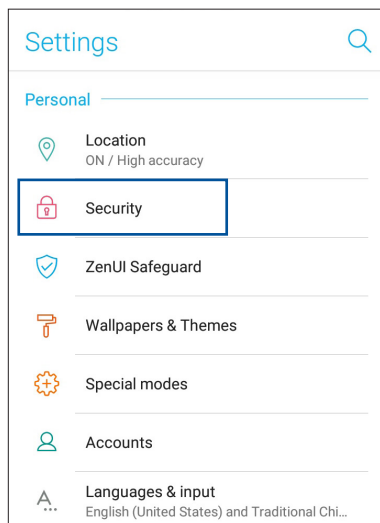 Settings
Personal
Location
ON / High accuracy
Security
ZenUI Safeguard
Wallpapers & Themes
Special modes
Accounts
Languages & input
English (United States) and Traditional Chi...